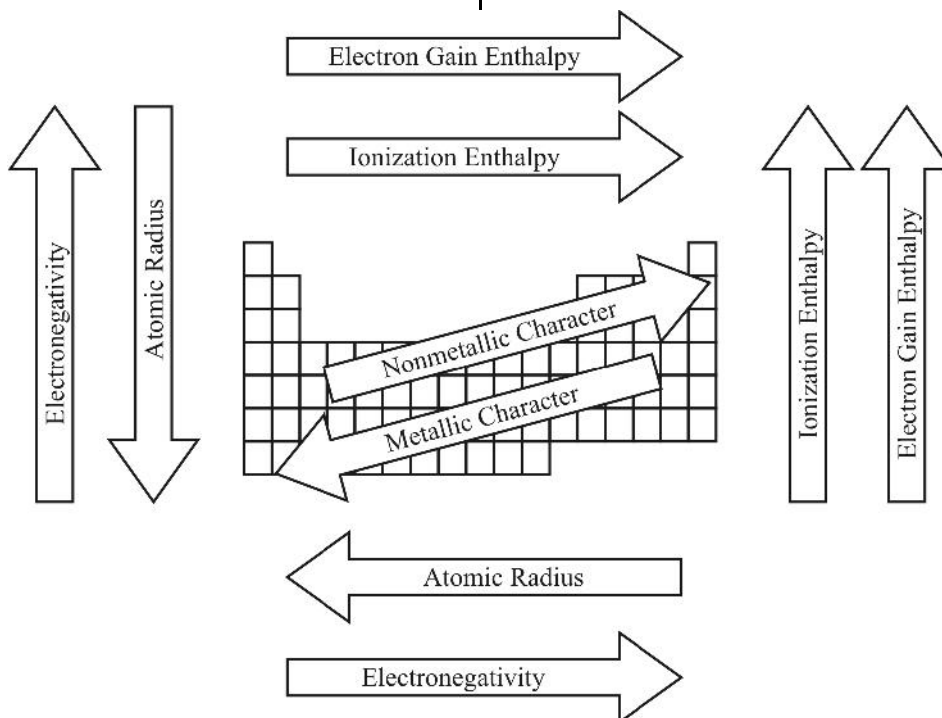 Electron Gain Enthalpy
Ionization Enthalpy
Electronegativity
Atomic Radius
Nonmetallic Character
Metallic Character
Ionization Enthalpy
Electron Gain Enthalpy
Atomic Radius
Electronegativity